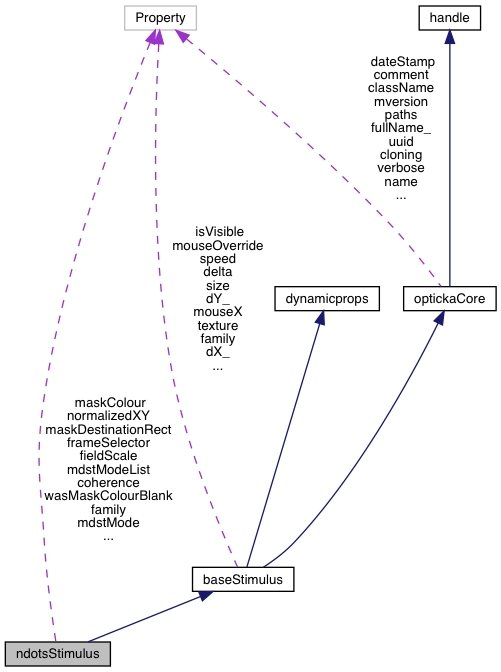 Property
handle
dateStamp
comment
className
mversion
paths
fullName_
uuid
cloning
verbose
name
...
isVisible
mouseOverride
speed
delta
size
dY_
mouseX
texture
family
dX_
...
dynamicprops
optickaCore
maskColour
normalizedXY
maskDestinationRect
frameSelector
fieldScale
mdstModeList
coherence
wasMaskColourBlank
family
mdstMode
...
baseStimulus
ndotsStimulus